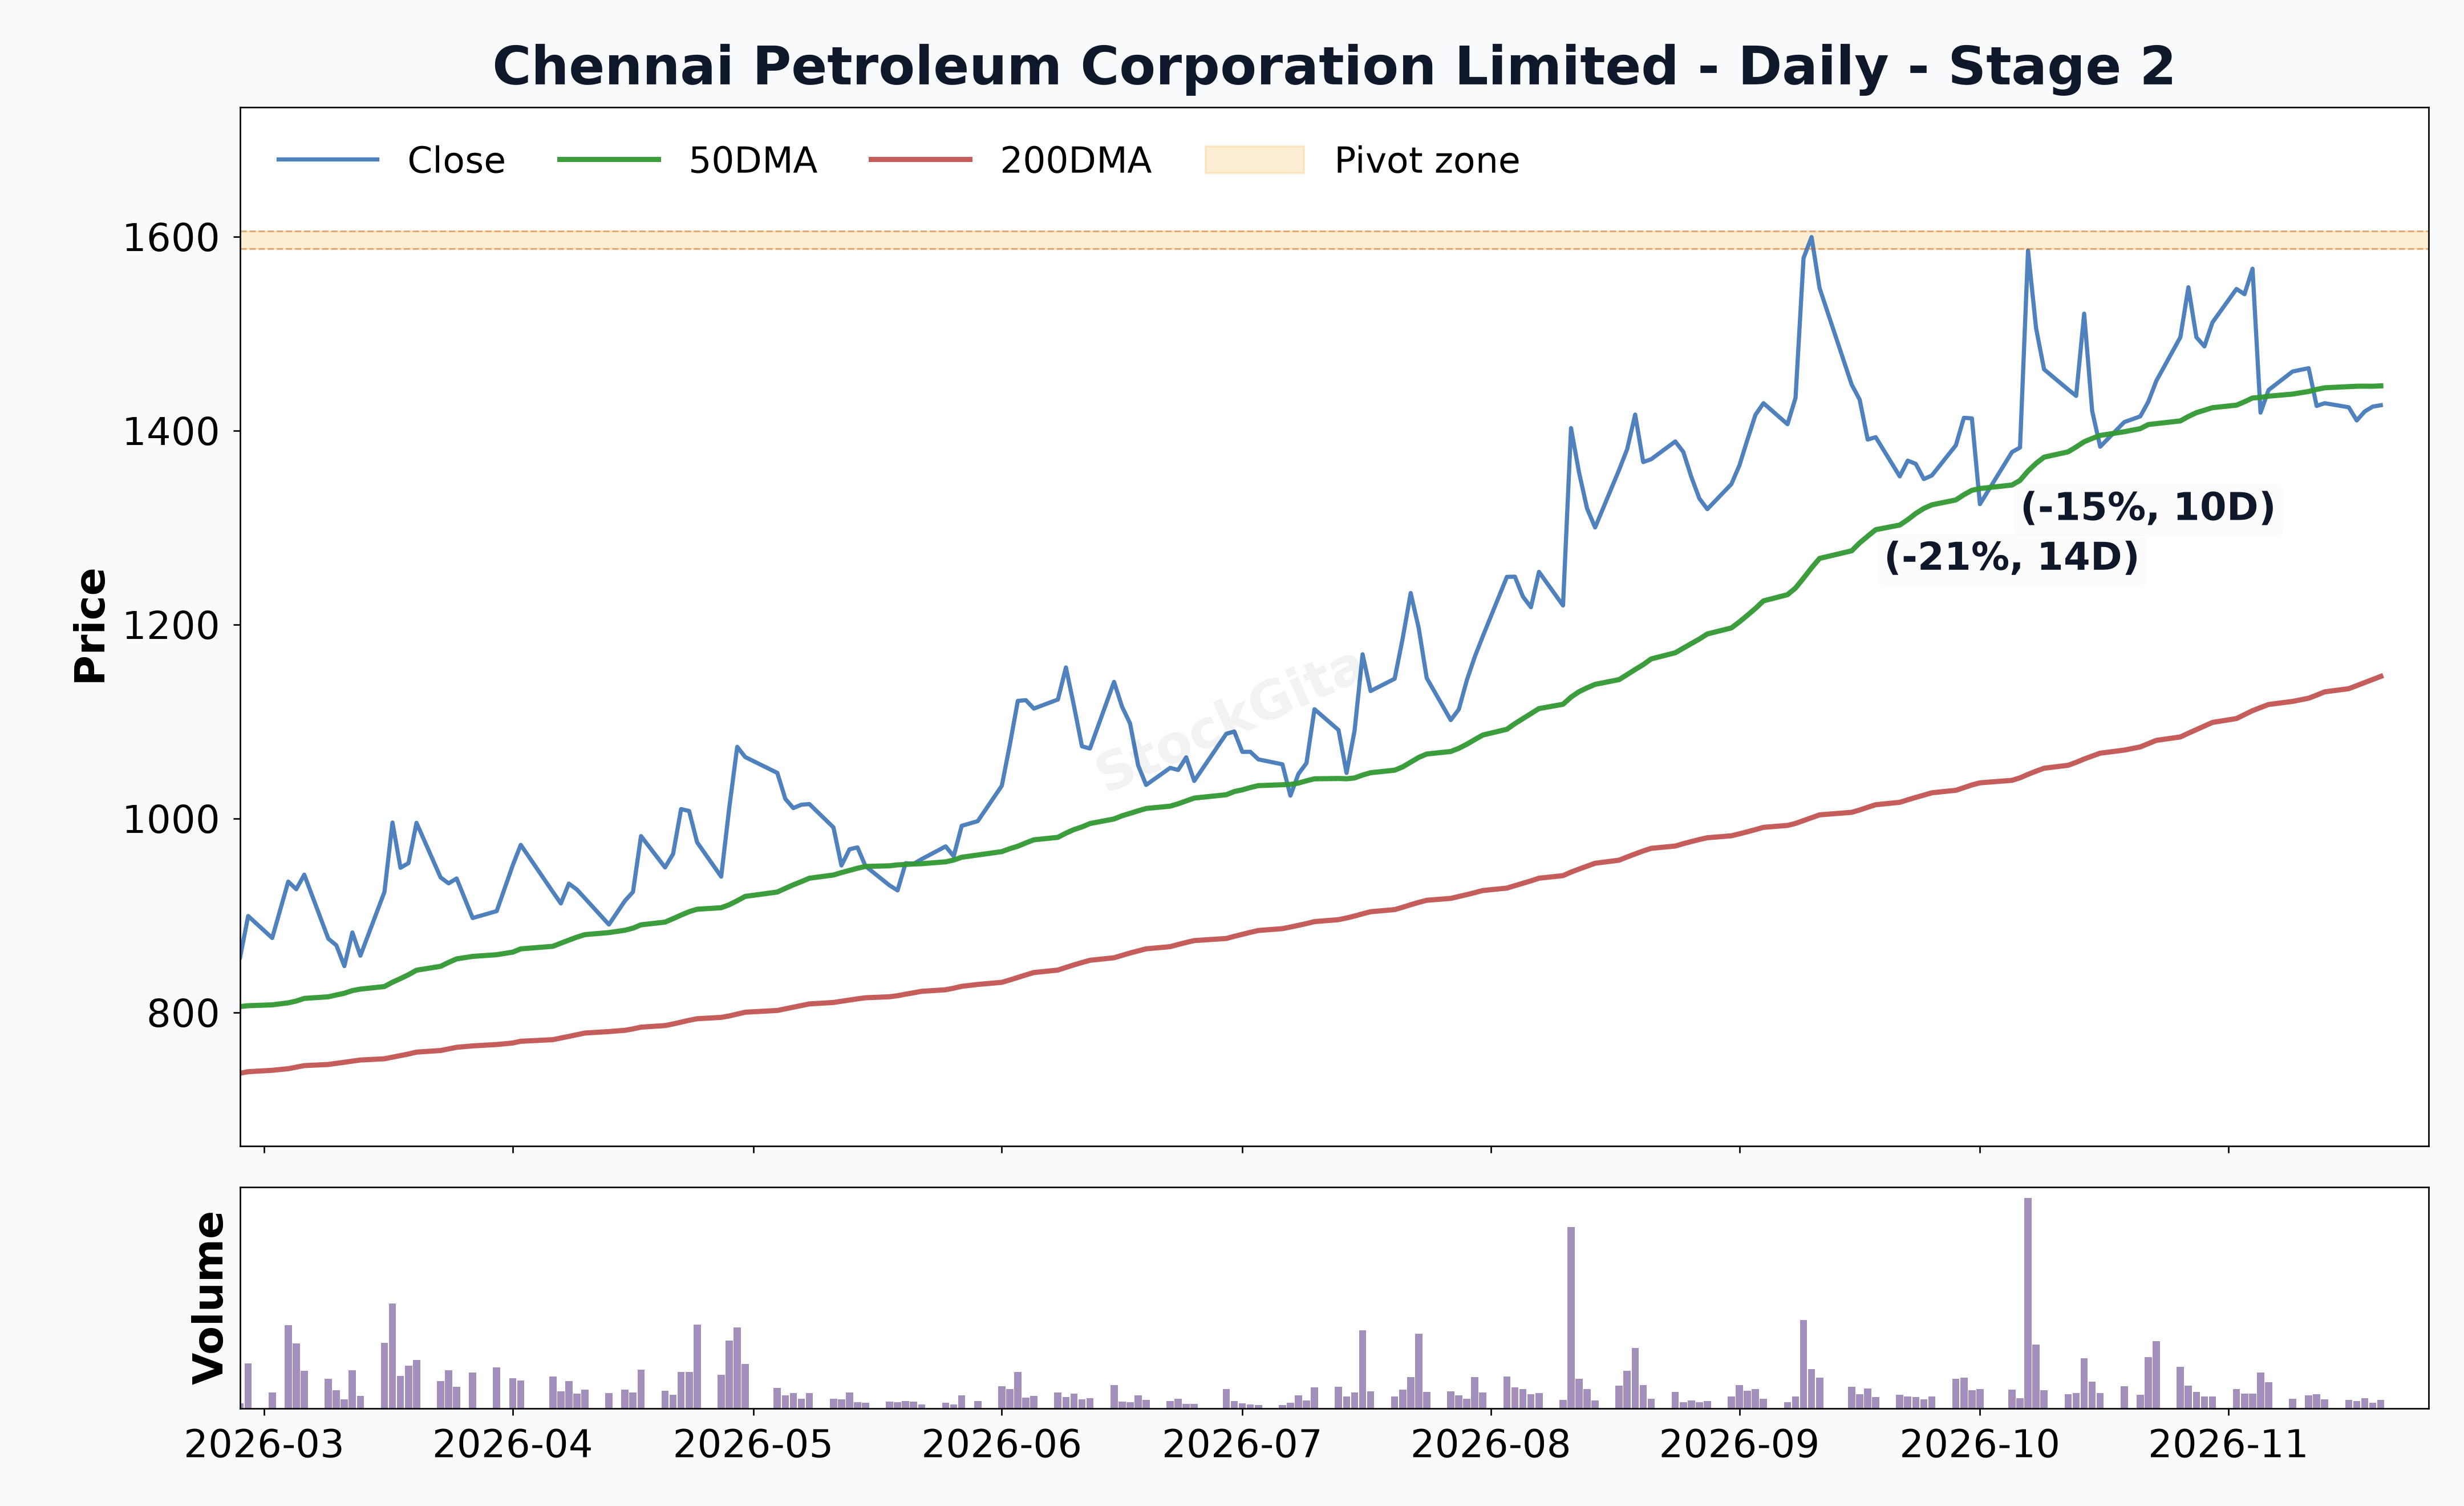 Chennai Petroleum Corporation Limited - Daily - Stage 2
Close 50DMA 200DMA Pivot zone
1600
1400
1200
1000
800
Price
(-15%, 10D)
(-21%, 14D)
StockGita
Volume
2026-03 2026-04 2026-05 2026-06 2026-07 2026-08 2026-09 2026-10 2026-11